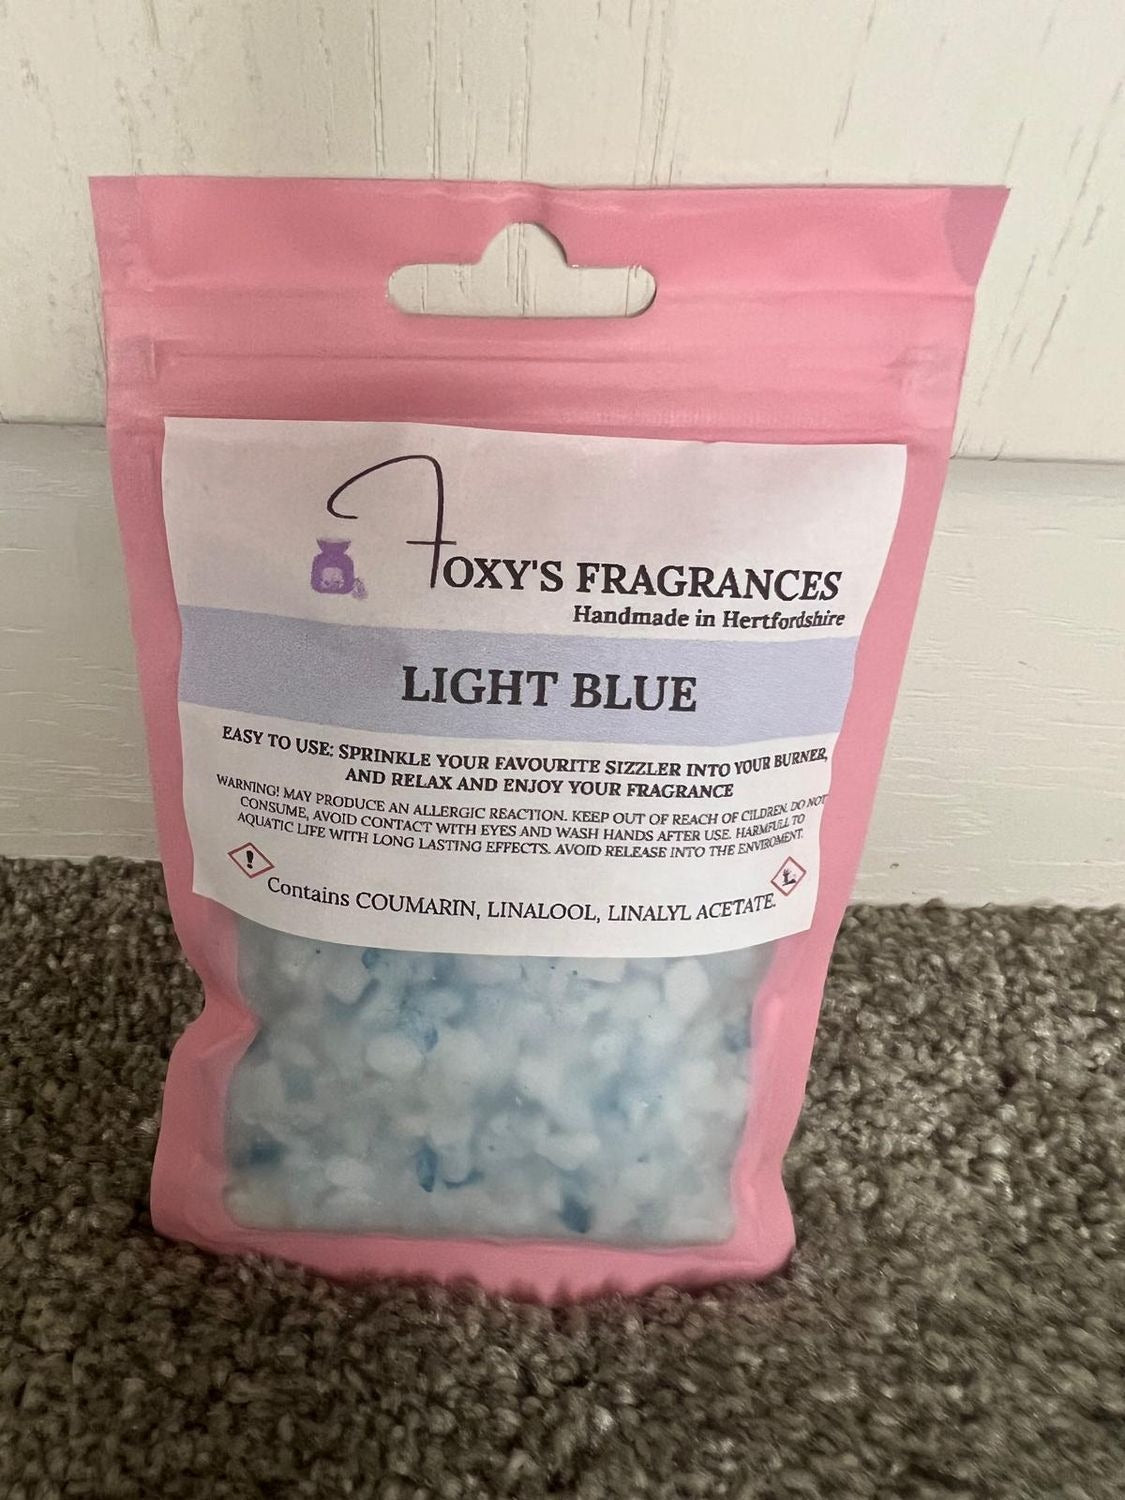 FOXY'S FRAGRANCES
Handmade in Hertfordshire
LIGHT BLUE
EASY TO USE: SPRINKLE YOUR FAVOURITE SIZZLER INTO YOUR BURNER,
AND RELAX AND ENJOY YOUR FRAGRANCE
WARNING! MAY PRODUCE AN ALLERGIC REACTION. KEEP OUT OF REACH OF CILDREN. DO NOT
CONSUME, AVOID CONTACT WITH EYES AND WASH HANDS AFTER USE. HARMFULL TO
AQUATIC LIFE WITH LONG LASTING EFFECTS. AVOID RELEASE INTO THE ENVIROMENT.
Contains COUMARIN, LINALOOL, LINALYL ACETATE.